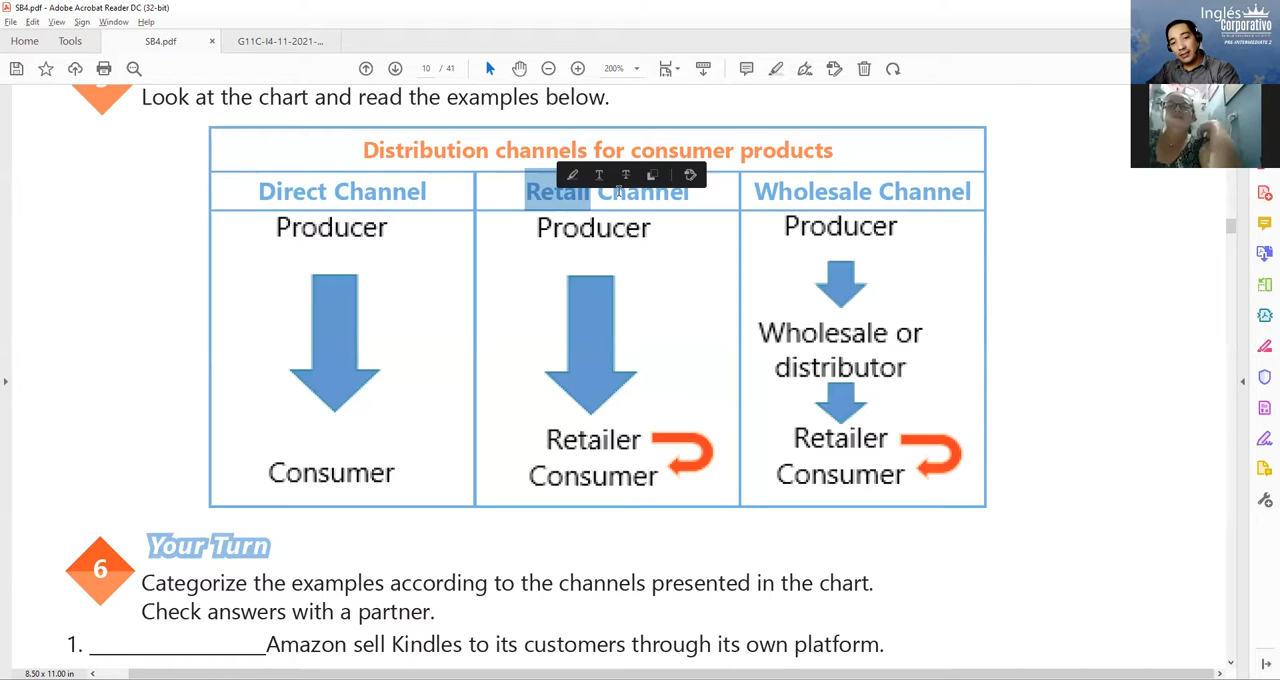 SB4.pdf - Adobe Acrobat Reader DC (32-bit)
File Edit View Sign Window Help
Home Tools SB4.pdf × G11C-I4-11-2021-...
10 / 41 200%
Inglés
Corporativo
PRE-INTERMEDIATE 2
Look at the chart and read the examples below.
Distribution channels for consumer products
Direct Channel Retail Channel Wholesale Channel
Producer Producer Producer
Wholesale or
distributor
Retailer Retailer
Consumer Consumer Consumer
6 Your Turn
Categorize the examples according to the channels presented in the chart.
Check answers with a partner.
1. ________________Amazon sell Kindles to its customers through its own platform.
8.50 x 11.00 in